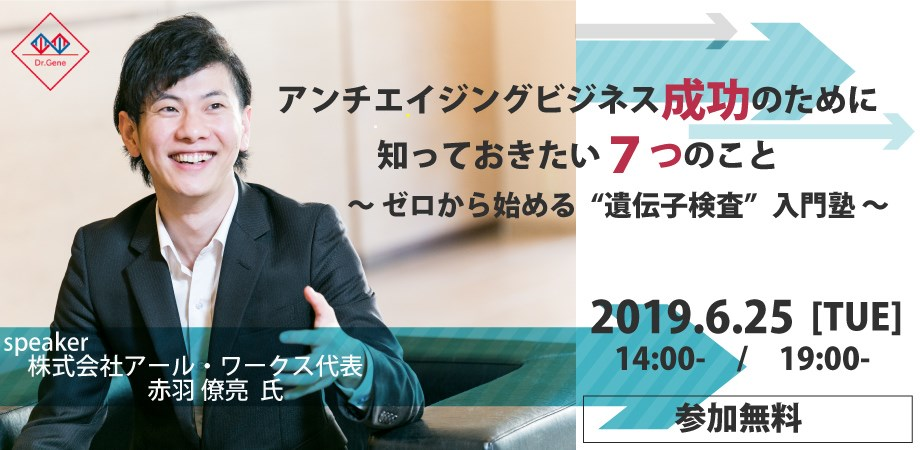 Dr.Gene
アンチエイジングビジネス成功のために
知っておきたい７つのこと
～ ゼロから始める “遺伝子検査” 入門塾 ～
2019.6.25 [TUE]
14:00- / 19:00-
参加無料
speaker
株式会社アール・ワークス代表
赤羽 僚亮 氏